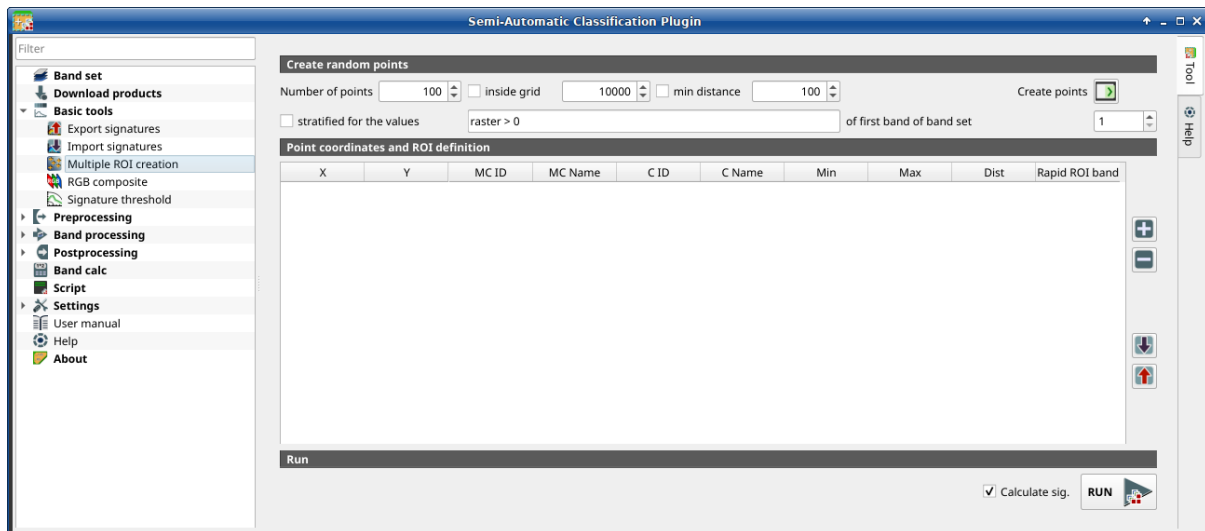 Semi-Automatic Classification Plugin
Filter
Band set
Download products
Basic tools
Export signatures
Import signatures
Multiple ROI creation
RGB composite
Signature threshold
Preprocessing
Band processing
Postprocessing
Band calc
Script
Settings
User manual
Help
About
Create random points
Number of points 100 inside grid 10000 min distance 100 Create points
stratified for the values raster > 0 of first band of band set 1
Point coordinates and ROI definition
X Y MC ID MC Name C ID C Name Min Max Dist Rapid ROI band
Run
Calculate sig. RUN
Tool
Help